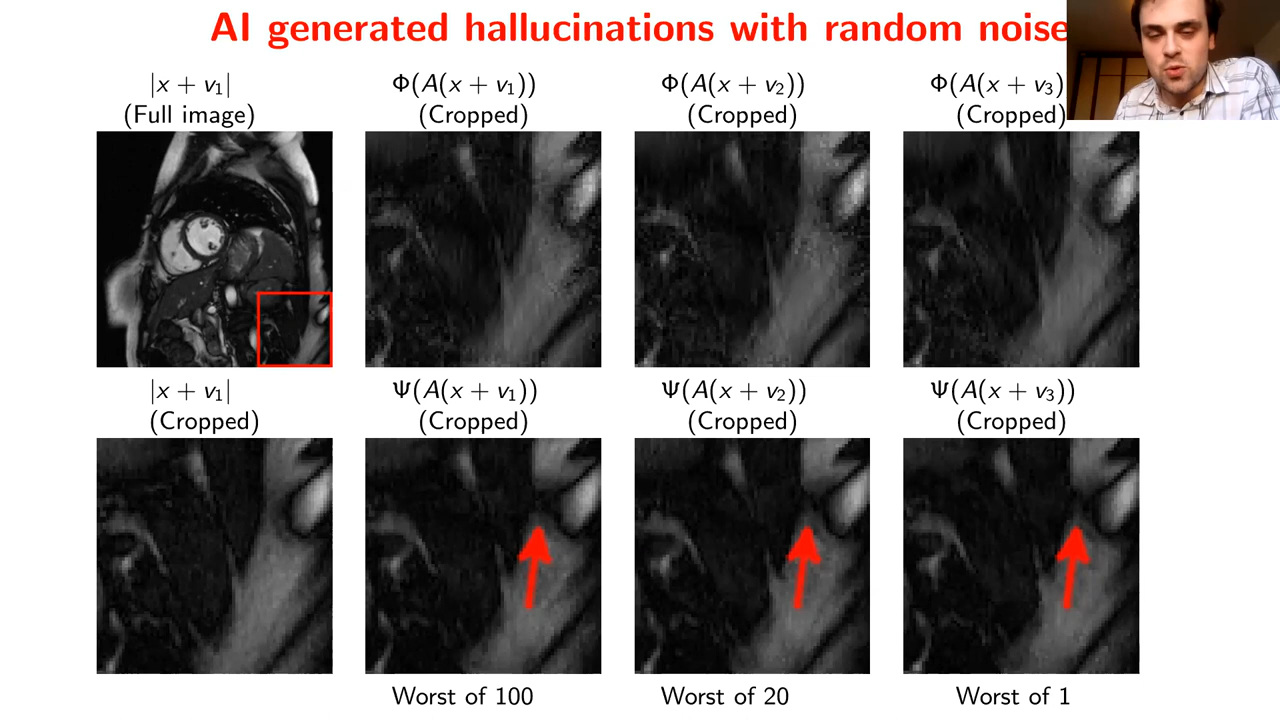 AI generated hallucinations with random noise
|x + v₁| Φ(A(x + v₁)) Φ(A(x + v₂)) Φ(A(x + v₃)
(Full image) (Cropped) (Cropped) (Cropped)
|x + v₁| Ψ(A(x + v₁)) Ψ(A(x + v₂)) Ψ(A(x + v₃))
(Cropped) (Cropped) (Cropped) (Cropped)
Worst of 100 Worst of 20 Worst of 1